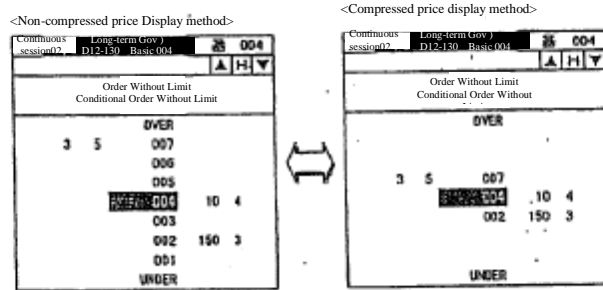 <Non-compressed price Display method>
Continuous session02
Long-term Gov )
D12-130 Basic 004
004
▲ H ▼
Order Without Limit
Conditional Order Without Limit
OVER
3 5 007
006
005
004 10 4
003
002 150 3
001
UNDER
<Compressed price display method>
Continuous session02
Long-term Gov )
D12-130 Basic 004
004
▲ H ▼
Order Without Limit
Conditional Order Without
OVER
3 5 007
004 10 4
002 150 3
UNDER